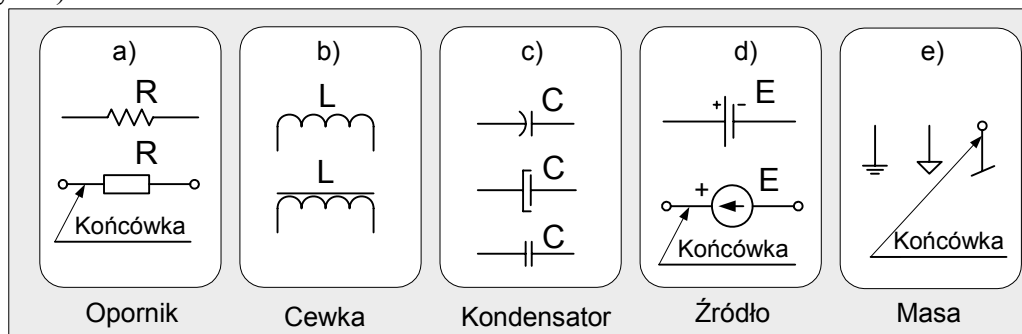 a)
R
R
Końcówka
Opornik
b)
L
L
Cewka
c)
C
C
C
Kondensator
d)
+ - E
+ E
Końcówka
Źródło
e)
Końcówka
Masa